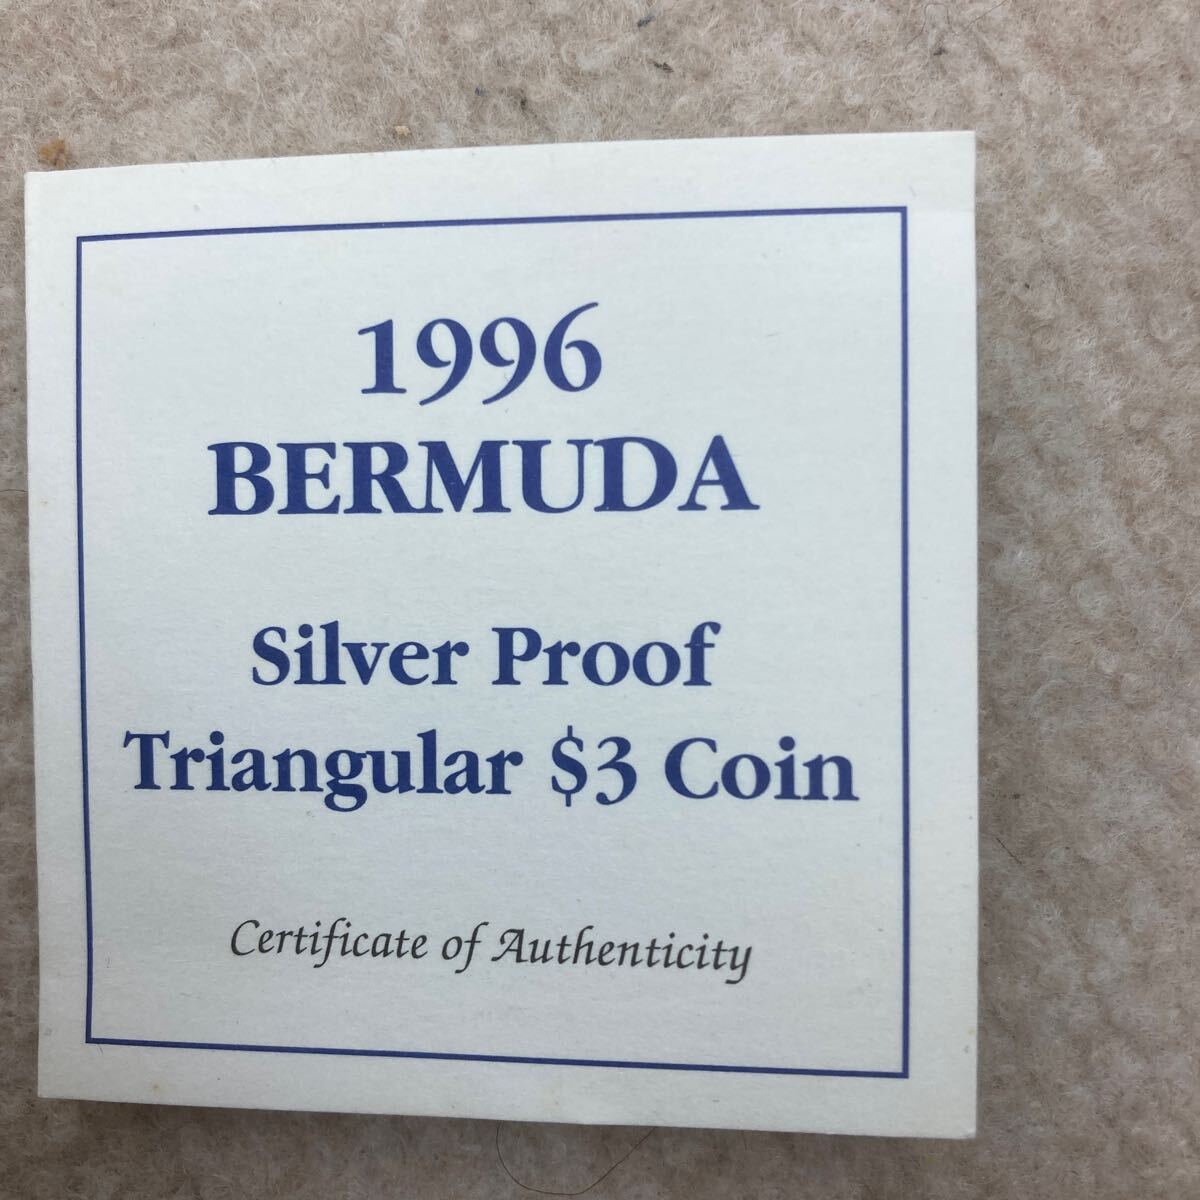 1996
BERMUDA
Silver Proof
Triangular $3 Coin
Certificate of Authenticity